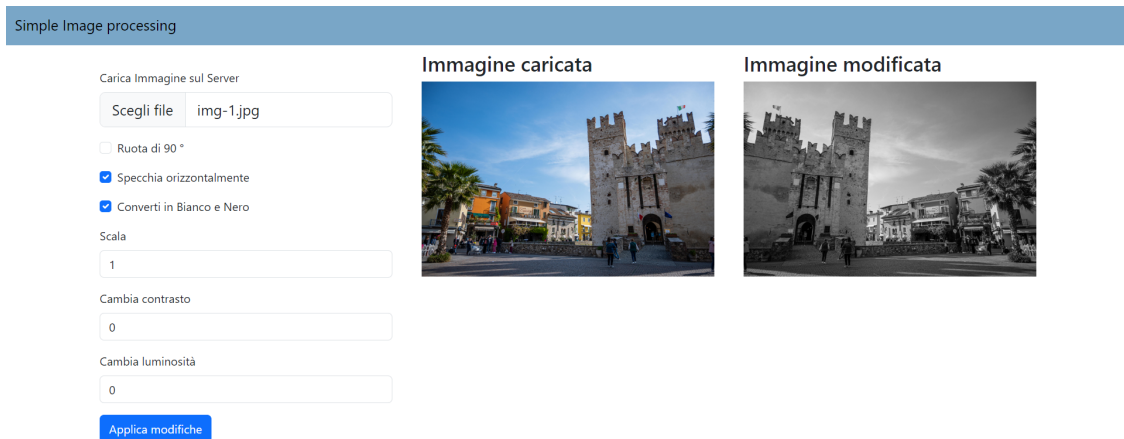 Simple Image processing
Carica Immagine sul Server
Scegli file img-1.jpg
Ruota di 90 °
Specchia orizzontalmente
Converti in Bianco e Nero
Scala
1
Cambia contrasto
0
Cambia luminosità
0
Applica modifiche
Immagine caricata
Immagine modificata